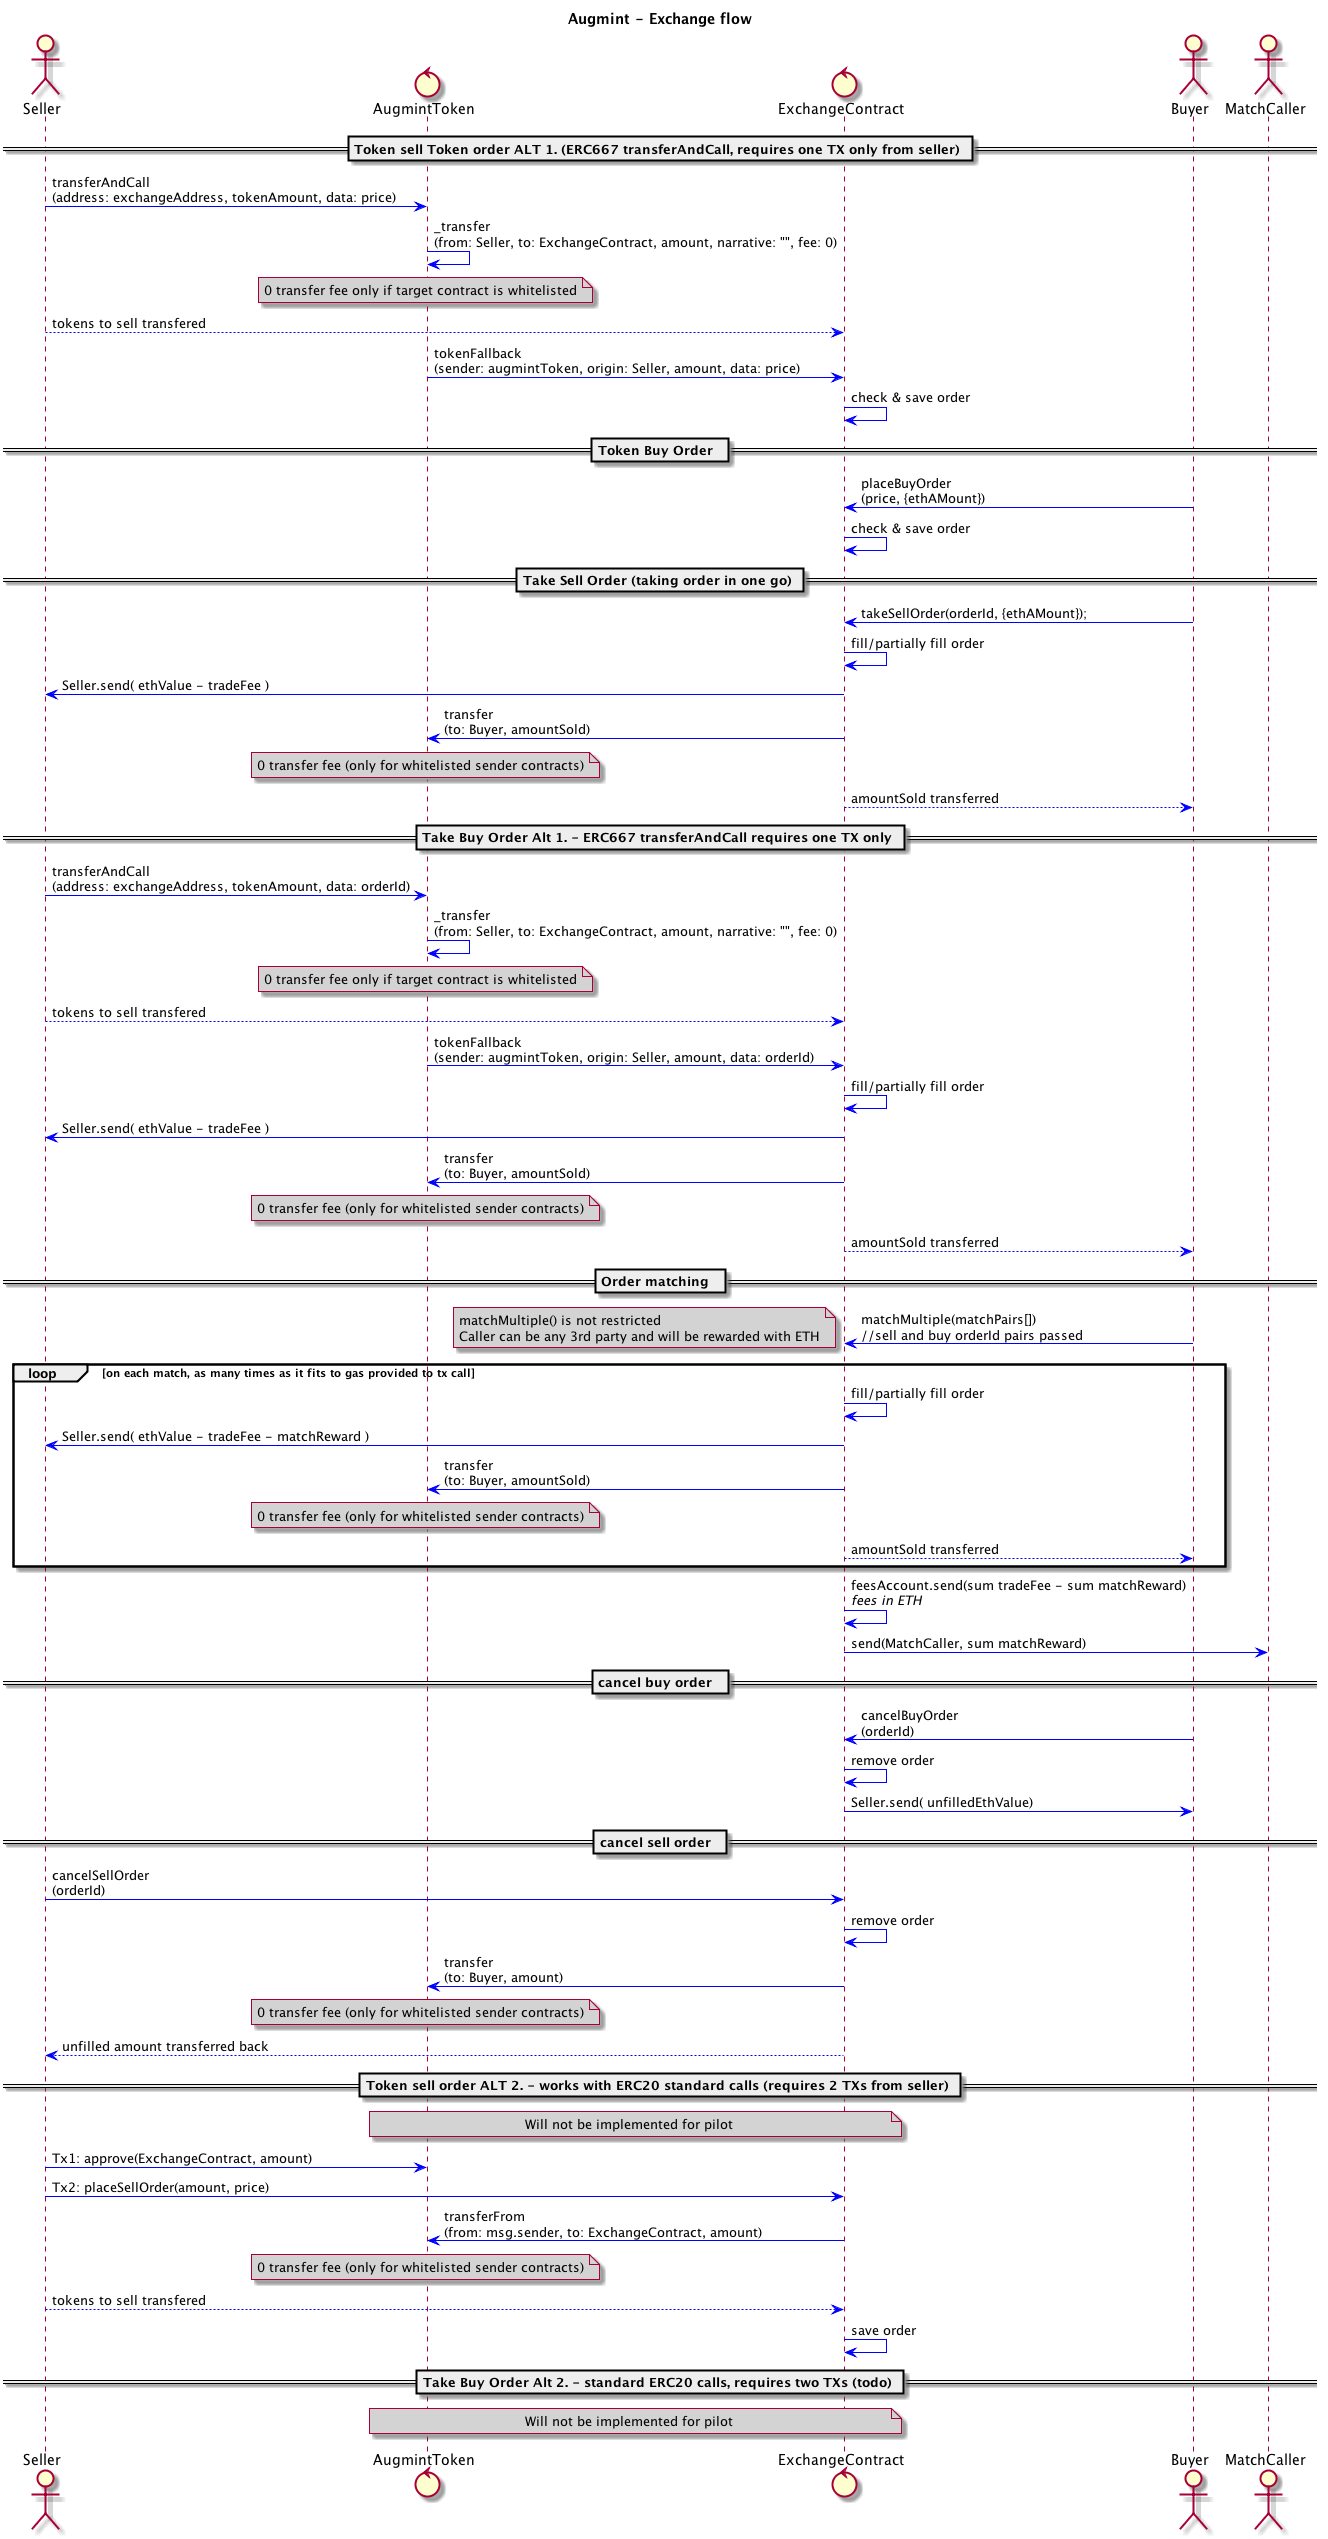 Augmint - Exchange flow
Seller
AugmintToken
ExchangeContract
Buyer
MatchCaller
Token sell Token order ALT 1. (ERC667 transferAndCall, requires one TX only from seller)
transferAndCall
(address: exchangeAddress, tokenAmount, data: price)
_transfer
(from: Seller, to: ExchangeContract, amount, narrative: "", fee: 0)
0 transfer fee only if target contract is whitelisted
tokens to sell transfered
tokenFallback
(sender: augmintToken, origin: Seller, amount, data: price)
check & save order
Token Buy Order
placeBuyOrder
(price, {ethAMount})
check & save order
Take Sell Order (taking order in one go)
takeSellOrder(orderId, {ethAMount});
fill/partially fill order
Seller.send( ethValue - tradeFee )
transfer
(to: Buyer, amountSold)
0 transfer fee (only for whitelisted sender contracts)
amountSold transferred
Take Buy Order Alt 1. - ERC667 transferAndCall requires one TX only
transferAndCall
(address: exchangeAddress, tokenAmount, data: orderId)
_transfer
(from: Seller, to: ExchangeContract, amount, narrative: "", fee: 0)
0 transfer fee only if target contract is whitelisted
tokens to sell transfered
tokenFallback
(sender: augmintToken, origin: Seller, amount, data: orderId)
fill/partially fill order
Seller.send( ethValue - tradeFee )
transfer
(to: Buyer, amountSold)
0 transfer fee (only for whitelisted sender contracts)
amountSold transferred
Order matching
matchMultiple() is not restricted
Caller can be any 3rd party and will be rewarded with ETH
matchMultiple(matchPairs[])
//sell and buy orderId pairs passed
loop
[on each match, as many times as it fits to gas provided to tx call]
fill/partially fill order
Seller.send( ethValue - tradeFee - matchReward )
transfer
(to: Buyer, amountSold)
0 transfer fee (only for whitelisted sender contracts)
amountSold transferred
feesAccount.send(sum tradeFee - sum matchReward)
fees in ETH
send(MatchCaller, sum matchReward)
cancel buy order
cancelBuyOrder
(orderId)
remove order
Seller.send( unfilledEthValue)
cancel sell order
cancelSellOrder
(orderId)
remove order
transfer
(to: Buyer, amount)
0 transfer fee (only for whitelisted sender contracts)
unfilled amount transferred back
Token sell order ALT 2. - works with ERC20 standard calls (requires 2 TXs from seller)
Will not be implemented for pilot
Tx1: approve(ExchangeContract, amount)
Tx2: placeSellOrder(amount, price)
transferFrom
(from: msg.sender, to: ExchangeContract, amount)
0 transfer fee (only for whitelisted sender contracts)
tokens to sell transfered
save order
Take Buy Order Alt 2. - standard ERC20 calls, requires two TXs (todo)
Will not be implemented for pilot
Seller
AugmintToken
ExchangeContract
Buyer
MatchCaller